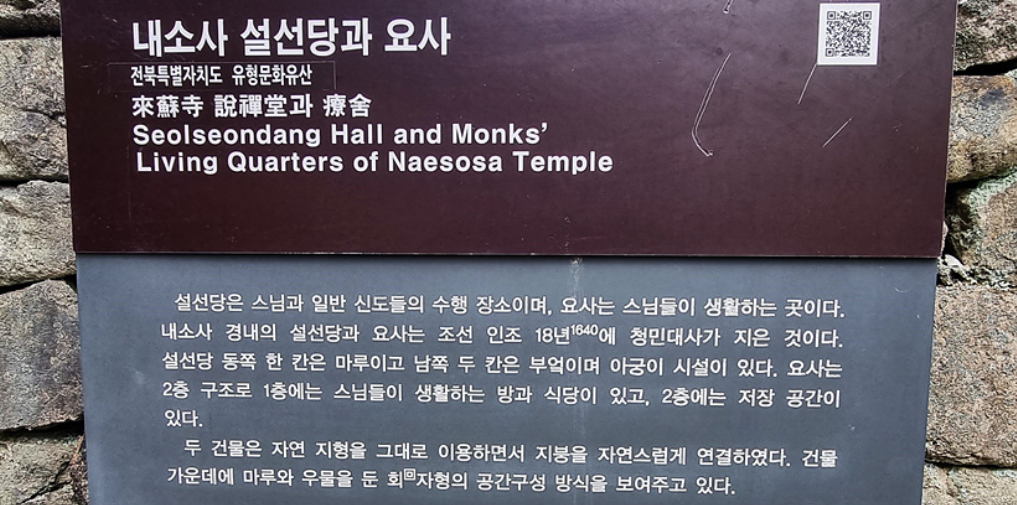 내소사 설선당과 요사
전북특별자치도 유형문화유산
來蘇寺 說禪堂과 療舍
Seolseondang Hall and Monks'
Living Quarters of Naesosa Temple
설선당은 스님과 일반 신도들의 수행 장소이며, 요사는 스님들이 생활하는 곳이다.
내소사 경내의 설선당과 요사는 조선 인조 18년1640에 청민대사가 지은 것이다.
설선당 동쪽 한 칸은 마루이고 남쪽 두 칸은 부엌이며 아궁이 시설이 있다. 요사는
2층 구조로 1층에는 스님들이 생활하는 방과 식당이 있고, 2층에는 저장 공간이
있다.
두 건물은 자연 지형을 그대로 이용하면서 지붕을 자연스럽게 연결하였다. 건물
가운데에 마루와 우물을 둔 회回자형의 공간구성 방식을 보여주고 있다.